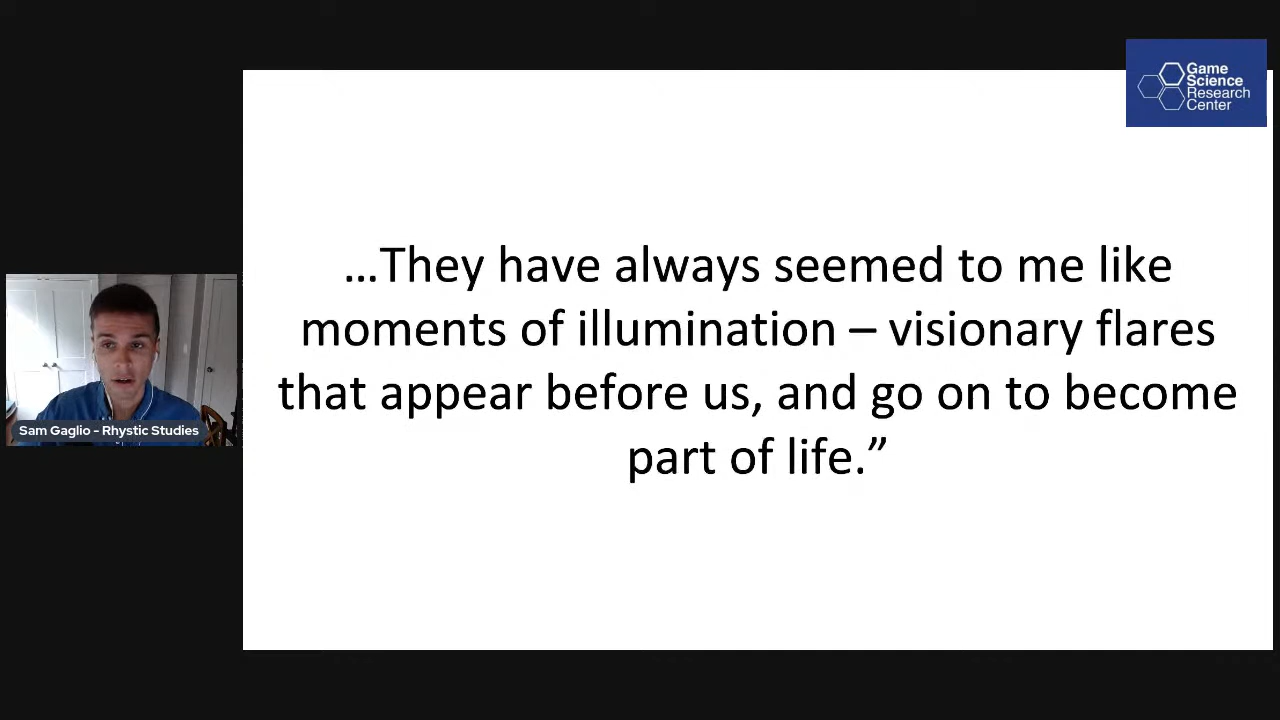 Game
Science
Research
Center
…They have always seemed to me like
moments of illumination – visionary flares
that appear before us, and go on to become
part of life.”
Sam Gaglio - Rhystic Studies